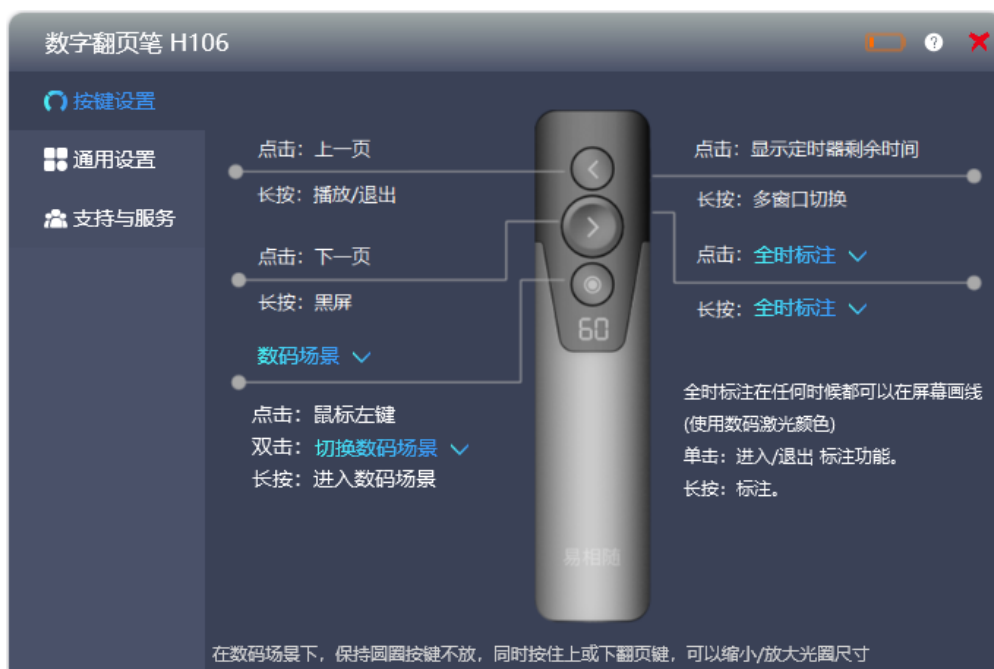 数字翻页笔 H106
按键设置
通用设置
支持与服务
点击：上一页
长按：播放/退出
点击：下一页
长按：黑屏
数码场景
点击：鼠标左键
双击：切换数码场景
长按：进入数码场景
60
易相随
点击：显示定时器剩余时间
长按：多窗口切换
点击：全时标注
长按：全时标注
全时标注在任何时候都可以在屏幕画线
(使用数码激光颜色)
单击：进入/退出 标注功能。
长按：标注。
在数码场景下，保持圆圈按键不放，同时按住上或下翻页键，可以缩小/放大光圈尺寸